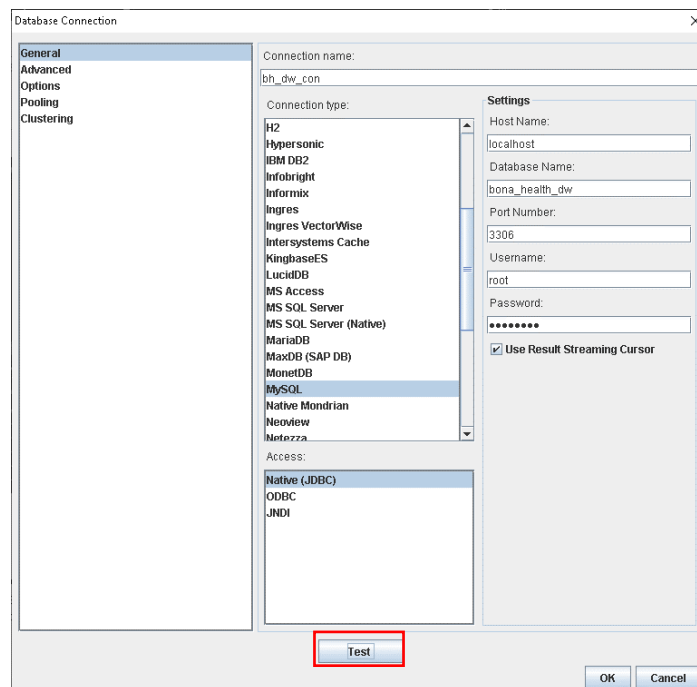 Database Connection
General
Advanced
Options
Pooling
Clustering
Connection name:
bh_dw_con
Connection type:
H2
Hypersonic
IBM DB2
Infobright
Informix
Ingres
Ingres VectorWise
Intersystems Cache
KingbaseES
LucidDB
MS Access
MS SQL Server
MS SQL Server (Native)
MariaDB
MaxDB (SAP DB)
MonetDB
MySQL
Native Mondrian
Neoview
Netezza
Access:
Native (JDBC)
ODBC
JNDI
Settings
Host Name:
localhost
Database Name:
bona_health_dw
Port Number:
3306
Username:
root
Password:
●●●●●●●●
Use Result Streaming Cursor
Test
OK
Cancel